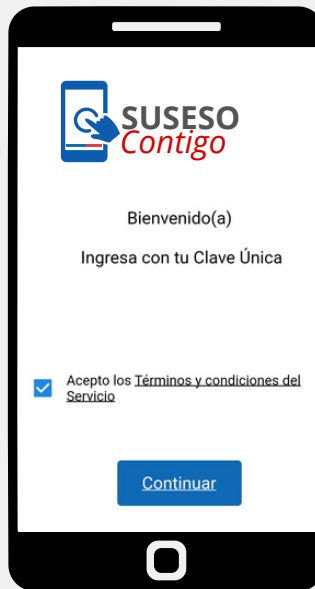 SUSESO
Contigo
Bienvenido(a)
Ingresa con tu Clave Única
Acepto los Términos y condiciones del
Servicio
Continuar